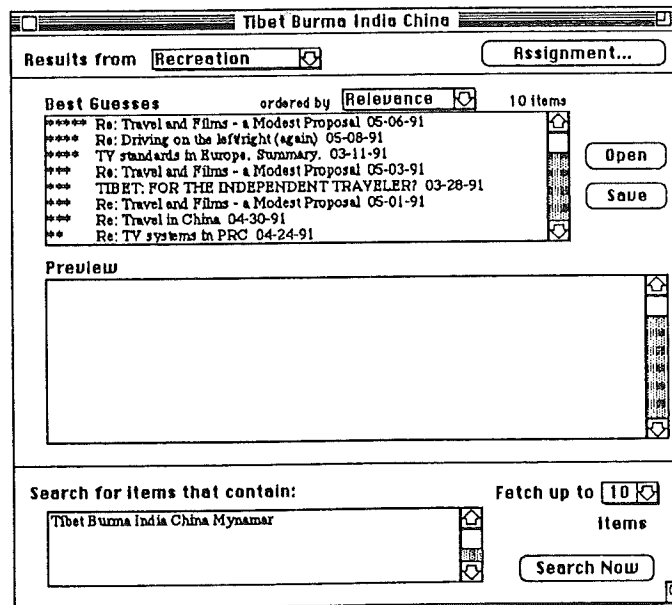 Tibet Burma India China
Results from Recreation Assignment...
Best Guesses ordered by Relevance 10 items
***** Re: Travel and Films - a Modest Proposal 05-06-91
**** Re: Driving on the left/right (again) 05-08-91
**** TV standards in Europe. Summary. 03-11-91
*** Re: Travel and Films - a Modest Proposal 05-03-91
*** TIBET: FOR THE INDEPENDENT TRAVELER? 03-28-91
*** Re: Travel and Films - a Modest Proposal 05-01-91
*** Re: Travel in China 04-30-91
** Re: TV systems in PRC 04-24-91
Open
Save
Preview
Search for items that contain: Fetch up to 10
items
Tibet Burma India China Mynamar
Search Now